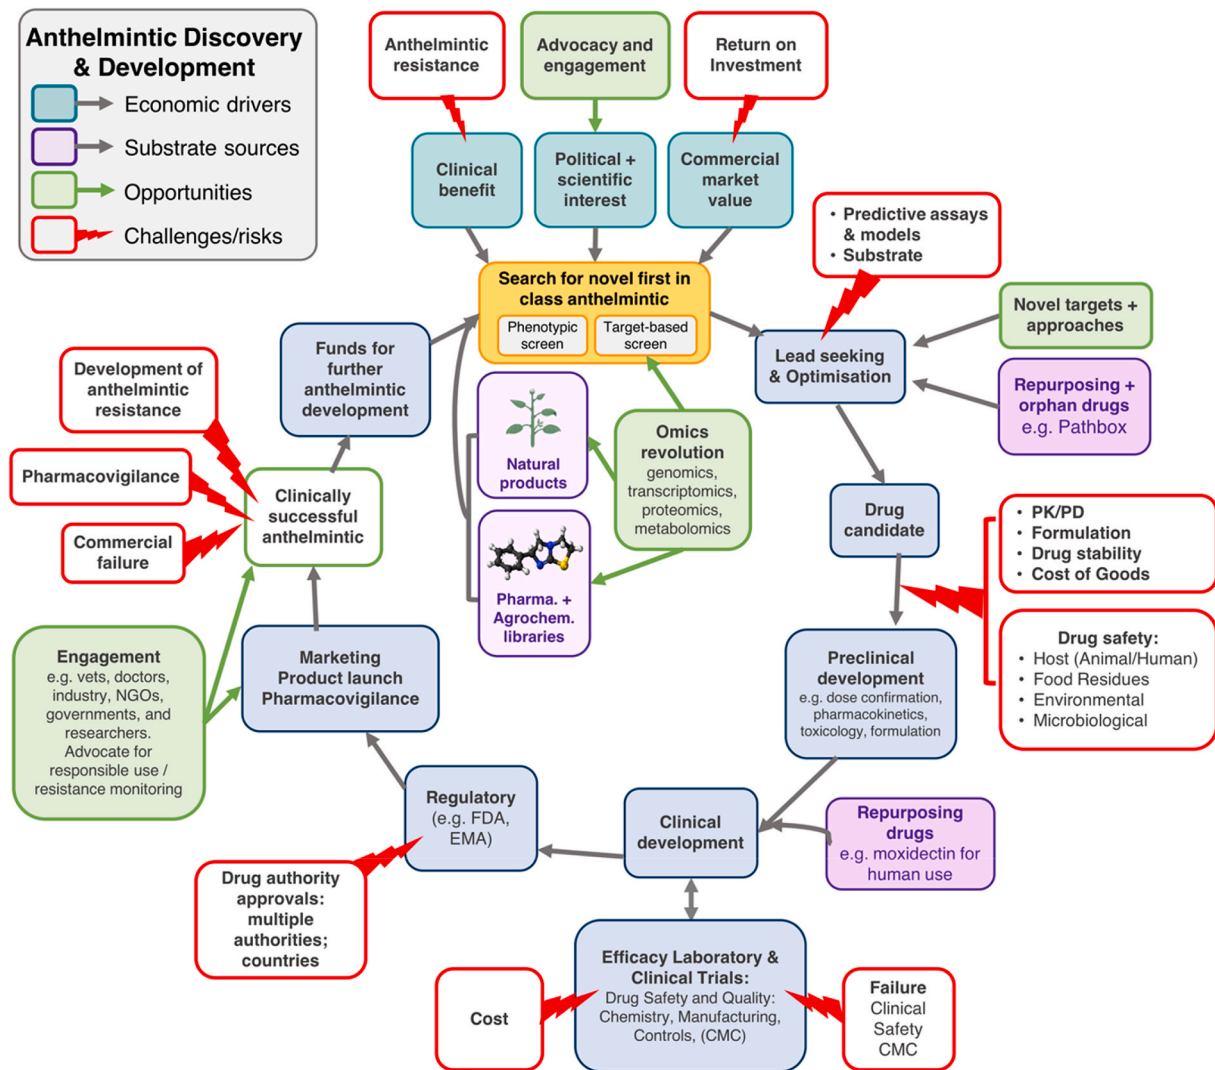 Anthelmintic Discovery
& Development
Economic drivers
Substrate sources
Opportunities
Challenges/risks
Anthelmintic
resistance
Advocacy and
engagement
Return on
Investment
Clinical
benefit
Political +
scientific
interest
Commercial
market
value
• Predictive assays
& models
• Substrate
Search for novel first in
class anthelmintic
Phenotypic
screen
Target-based
screen
Novel targets +
approaches
Lead seeking
& Optimisation
Repurposing +
orphan drugs
e.g. Pathbox
Funds for
further
anthelmintic
development
Development of
anthelmintic
resistance
Pharmacovigilance
Commercial
failure
Clinically
successful
anthelmintic
Natural
products
Omics
revolution
genomics,
transcriptomics,
proteomics,
metabolomics
Pharma. +
Agrochem.
libraries
Drug
candidate
• PK/PD
• Formulation
• Drug stability
• Cost of Goods
Drug safety:
• Host (Animal/Human)
• Food Residues
• Environmental
• Microbiological
Preclinical
development
e.g. dose confirmation,
pharmacokinetics,
toxicology, formulation
Engagement
e.g. vets, doctors,
industry, NGOs,
governments, and
researchers.
Advocate for
responsible use /
resistance monitoring
Marketing
Product launch
Pharmacovigilance
Regulatory
(e.g. FDA,
EMA)
Clinical
development
Repurposing
drugs
e.g. moxidectin for
human use
Drug authority
approvals:
multiple
authorities;
countries
Efficacy Laboratory &
Clinical Trials:
Drug Safety and Quality:
Chemistry, Manufacturing,
Controls, (CMC)
Cost
Failure
Clinical
Safety
CMC